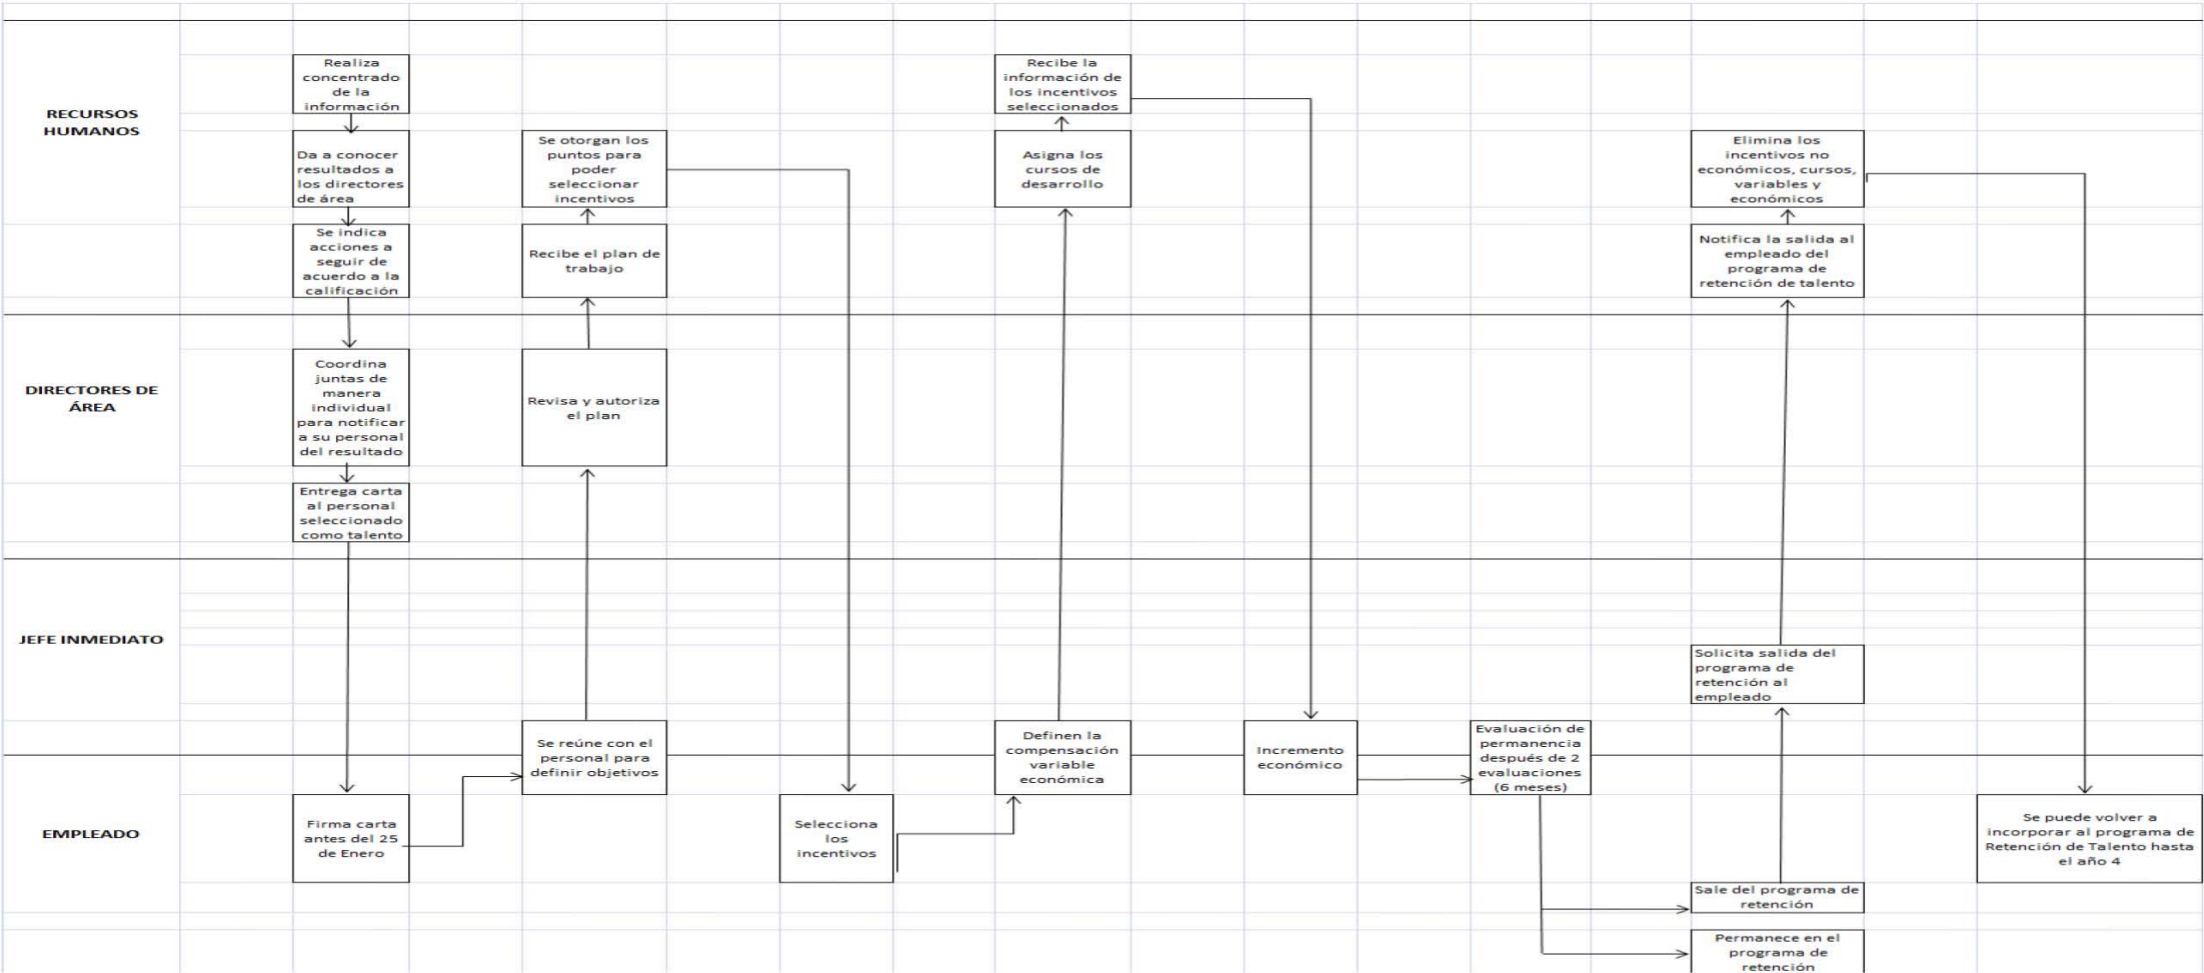 RECURSOS
HUMANOS
Realiza
concentrado
de la
información
Da a conocer
resultados a
los directores
de área
Se indica
acciones a
seguir de
acuerdo a la
calificación
Se otorgan los
puntos para
poder
seleccionar
incentivos
Recibe el plan de
trabajo
Recibe la
información de
los incentivos
seleccionados
Asigna los
cursos de
desarrollo
Elimina los
incentivos no
económicos, cursos,
variables y
económicos
Notifica la salida al
empleado del
programa de
retención de talento
DIRECTORES DE
ÁREA
Coordina
juntas de
manera
individual
para notificar
a su personal
del resultado
Entrega carta
al personal
seleccionado
como talento
Revisa y autoriza
el plan
JEFE INMEDIATO
Solicita salida del
programa de
retención al
empleado
Se reúne con el
personal para
definir objetivos
Definen la
compensación
variable
económica
Incremento
económico
Evaluación de
permanencia
después de 2
evaluaciones
(6 meses)
EMPLEADO
Firma carta
antes del 25
de Enero
Selecciona
los
incentivos
Se puede volver a
incorporar al programa de
Retención de Talento hasta
el año 4
Sale del programa de
retención
Permanece en el
programa de
retención